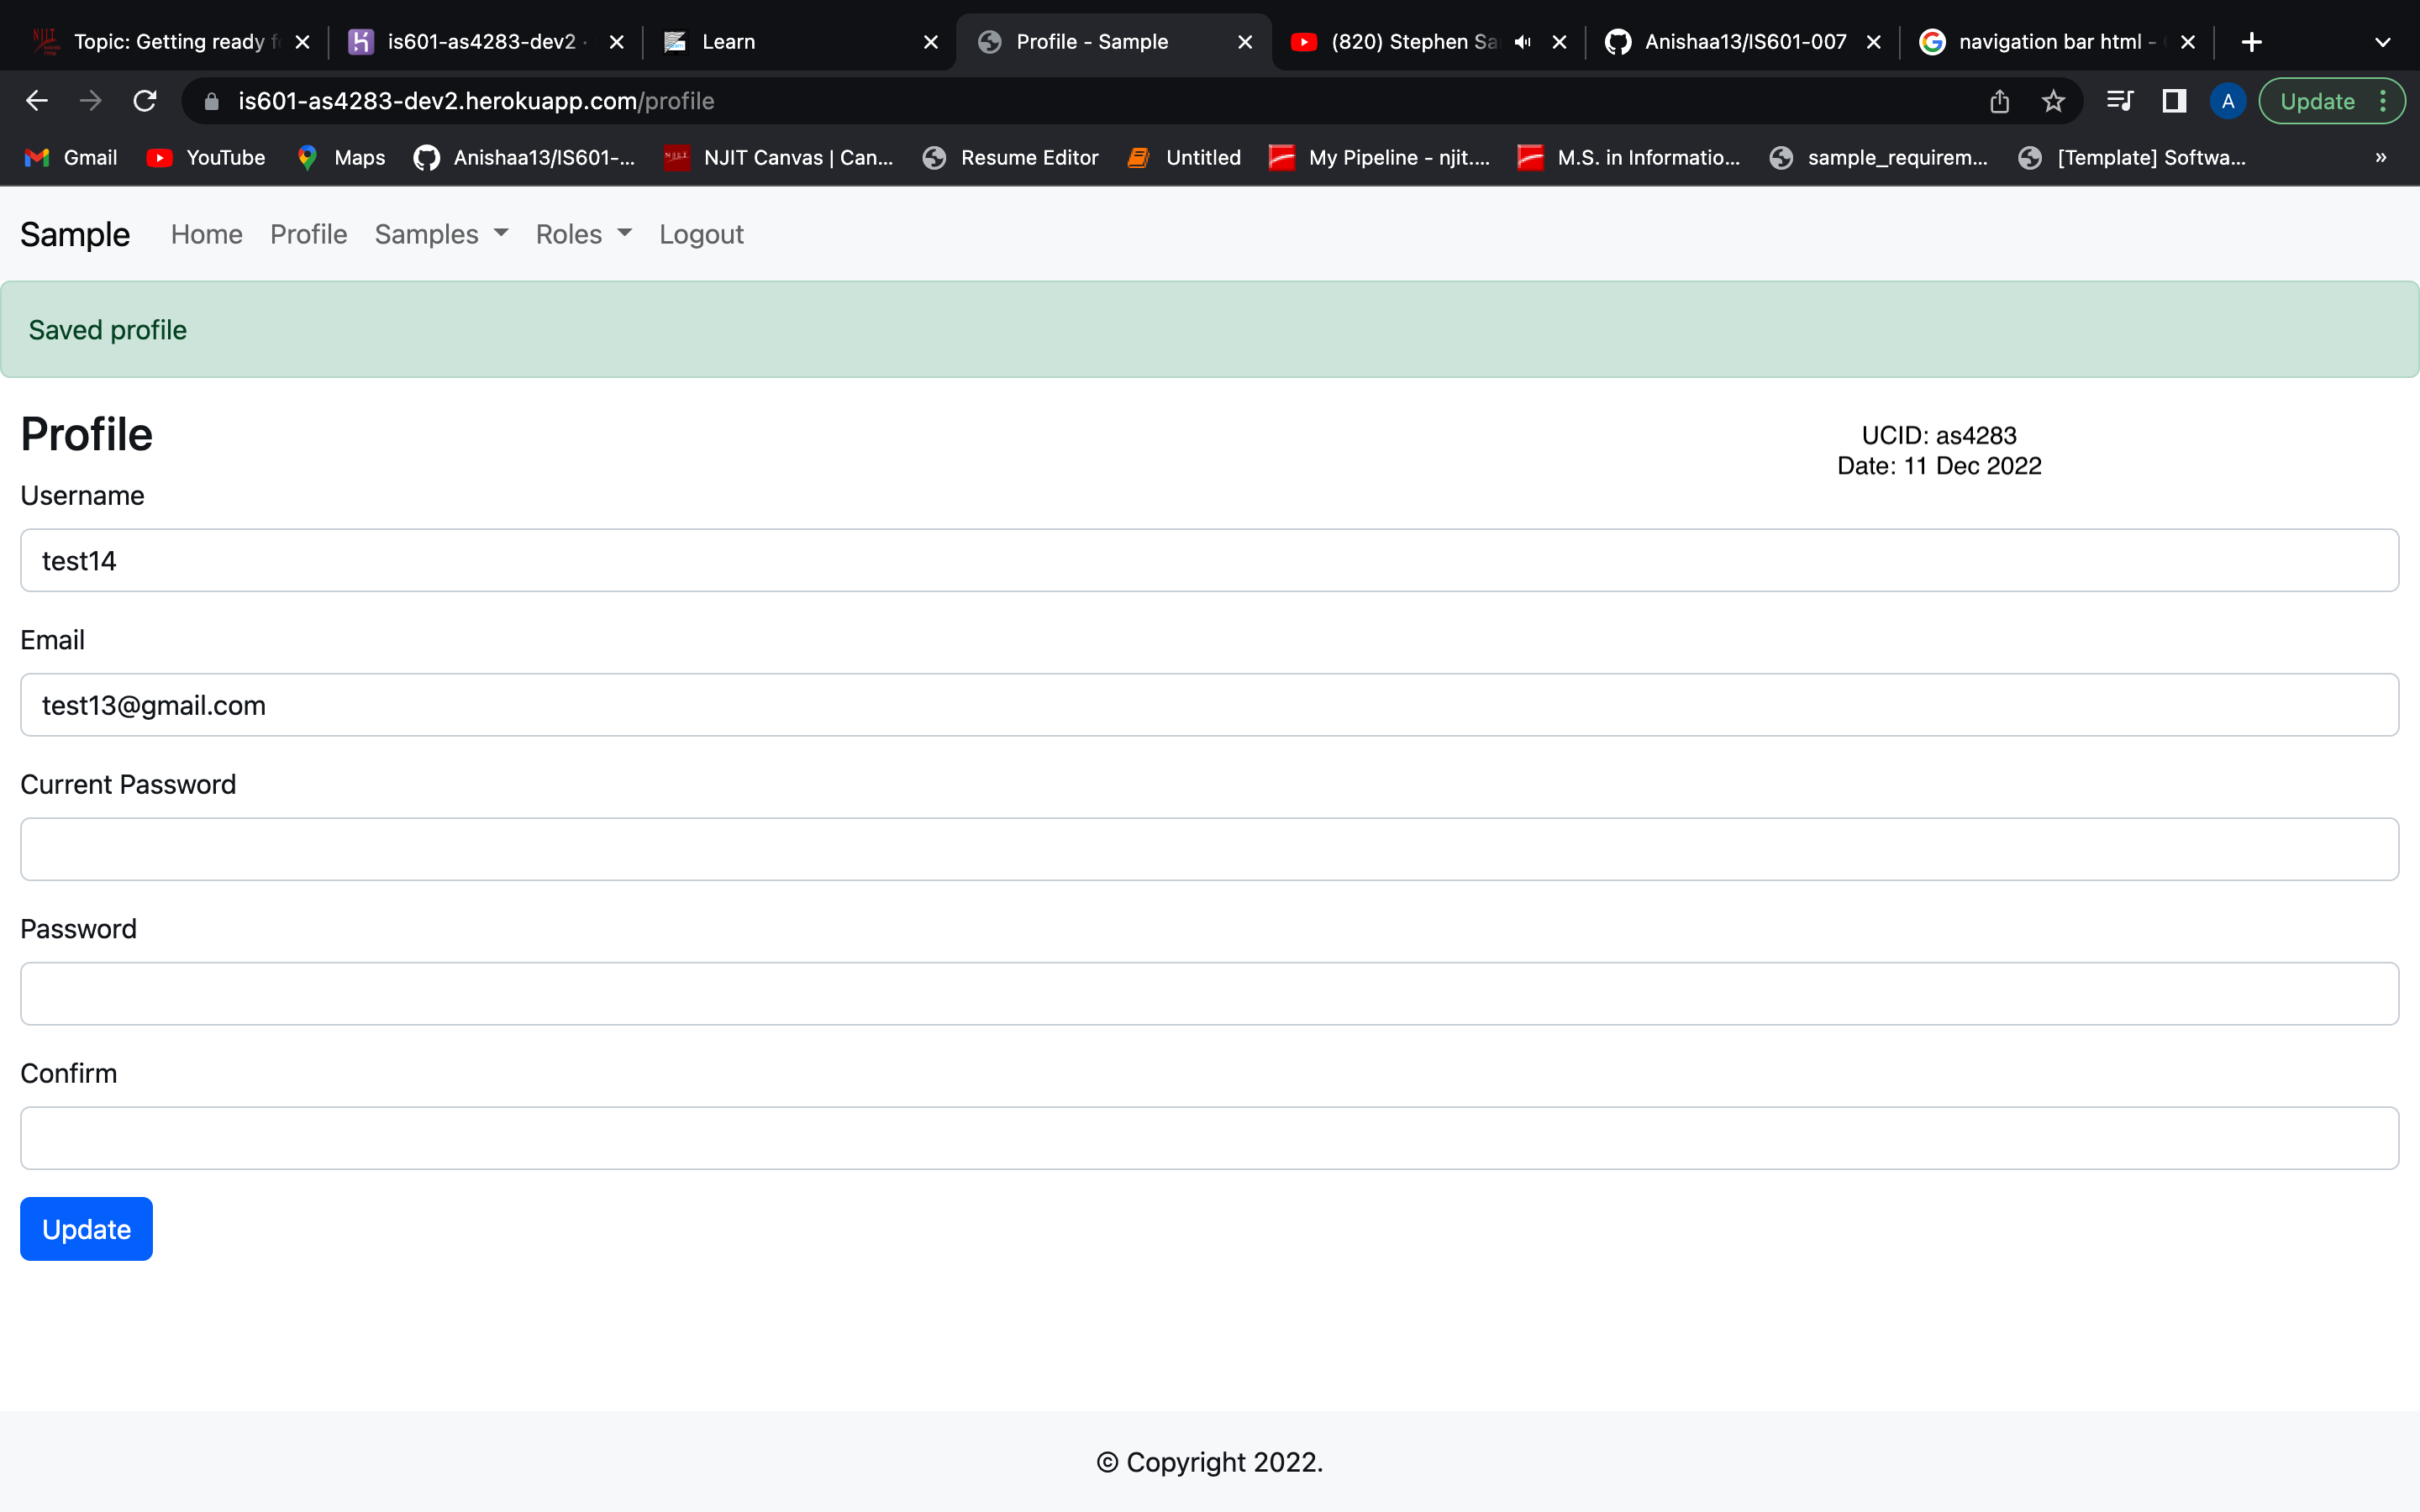 Topic: Getting ready f
is601-as4283-dev2 ·
Learn
Profile - Sample
(820) Stephen Sa
Anishaa13/IS601-007
navigation bar html -
is601-as4283-dev2.herokuapp.com/profile
A
Update
Gmail
YouTube
Maps
Anishaa13/IS601-...
NJIT Canvas | Can...
Resume Editor
Untitled
My Pipeline - njit....
M.S. in Informatio...
sample_requirem...
[Template] Softwa...
»
Sample
Home
Profile
Samples
Roles
Logout
Saved profile
Profile
UCID: as4283
Date: 11 Dec 2022
Username
test14
Email
test13@gmail.com
Current Password
Password
Confirm
Update
© Copyright 2022.